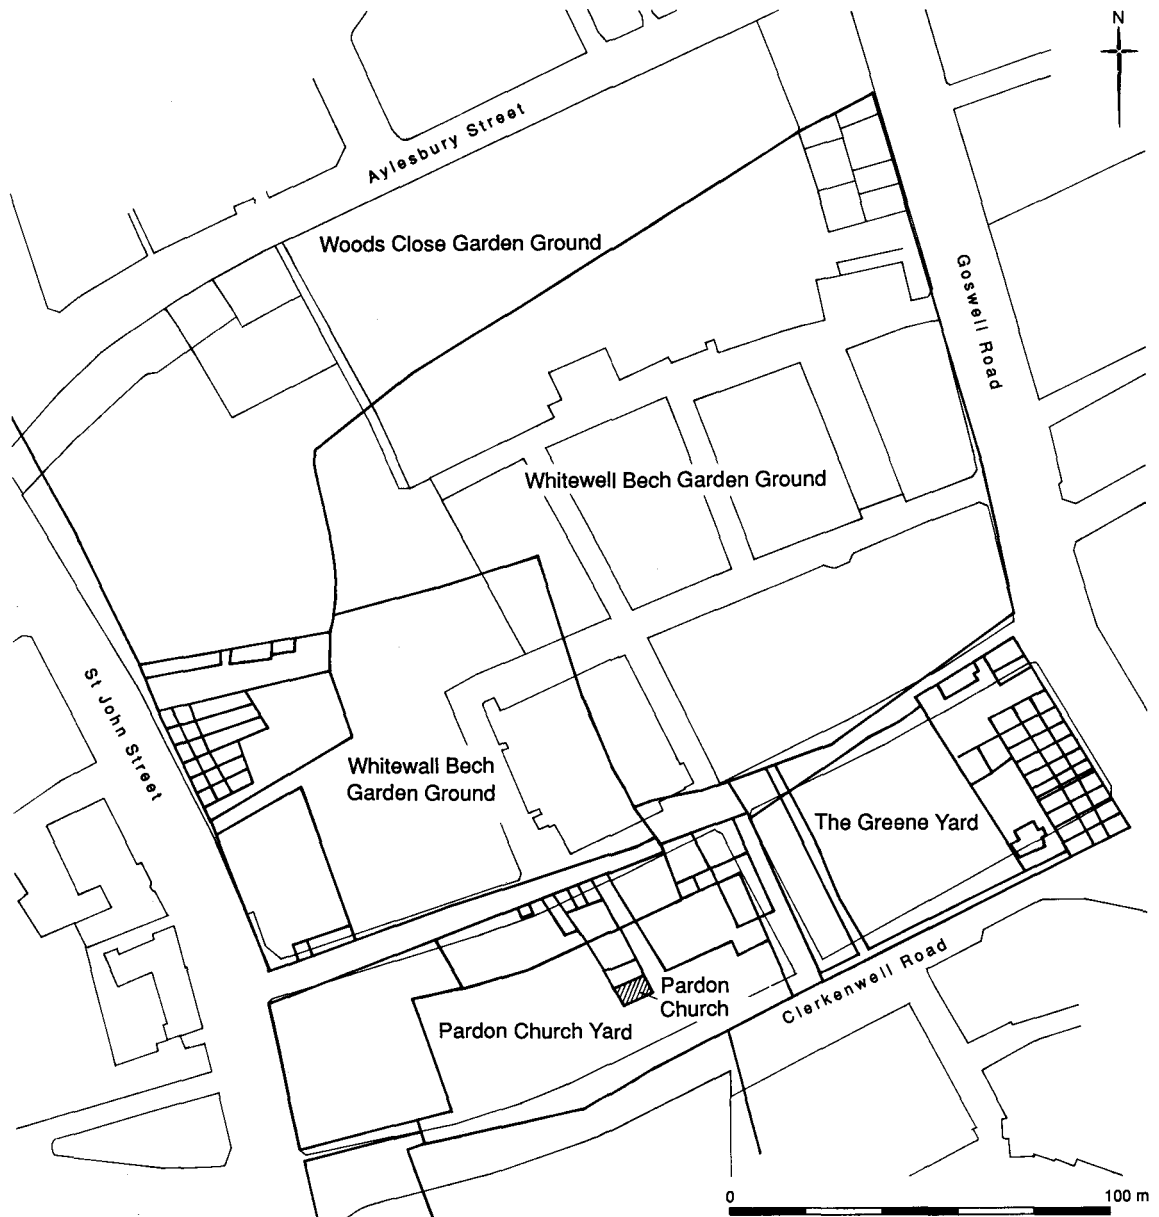 N
Aylesbury Street
Woods Close Garden Ground
Goswell Road
Whitewell Bech Garden Ground
St John Street
Whitewall Bech
Garden Ground
The Greene Yard
Pardon
Church
Clerkenwell Road
Pardon Church Yard
0
100 m